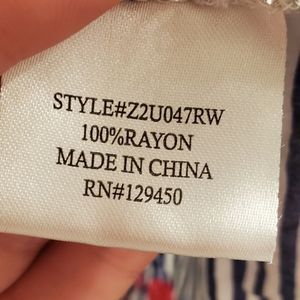 STYLE#Z2U047RW
100%RAYON
MADE IN CHINA
RN#129450